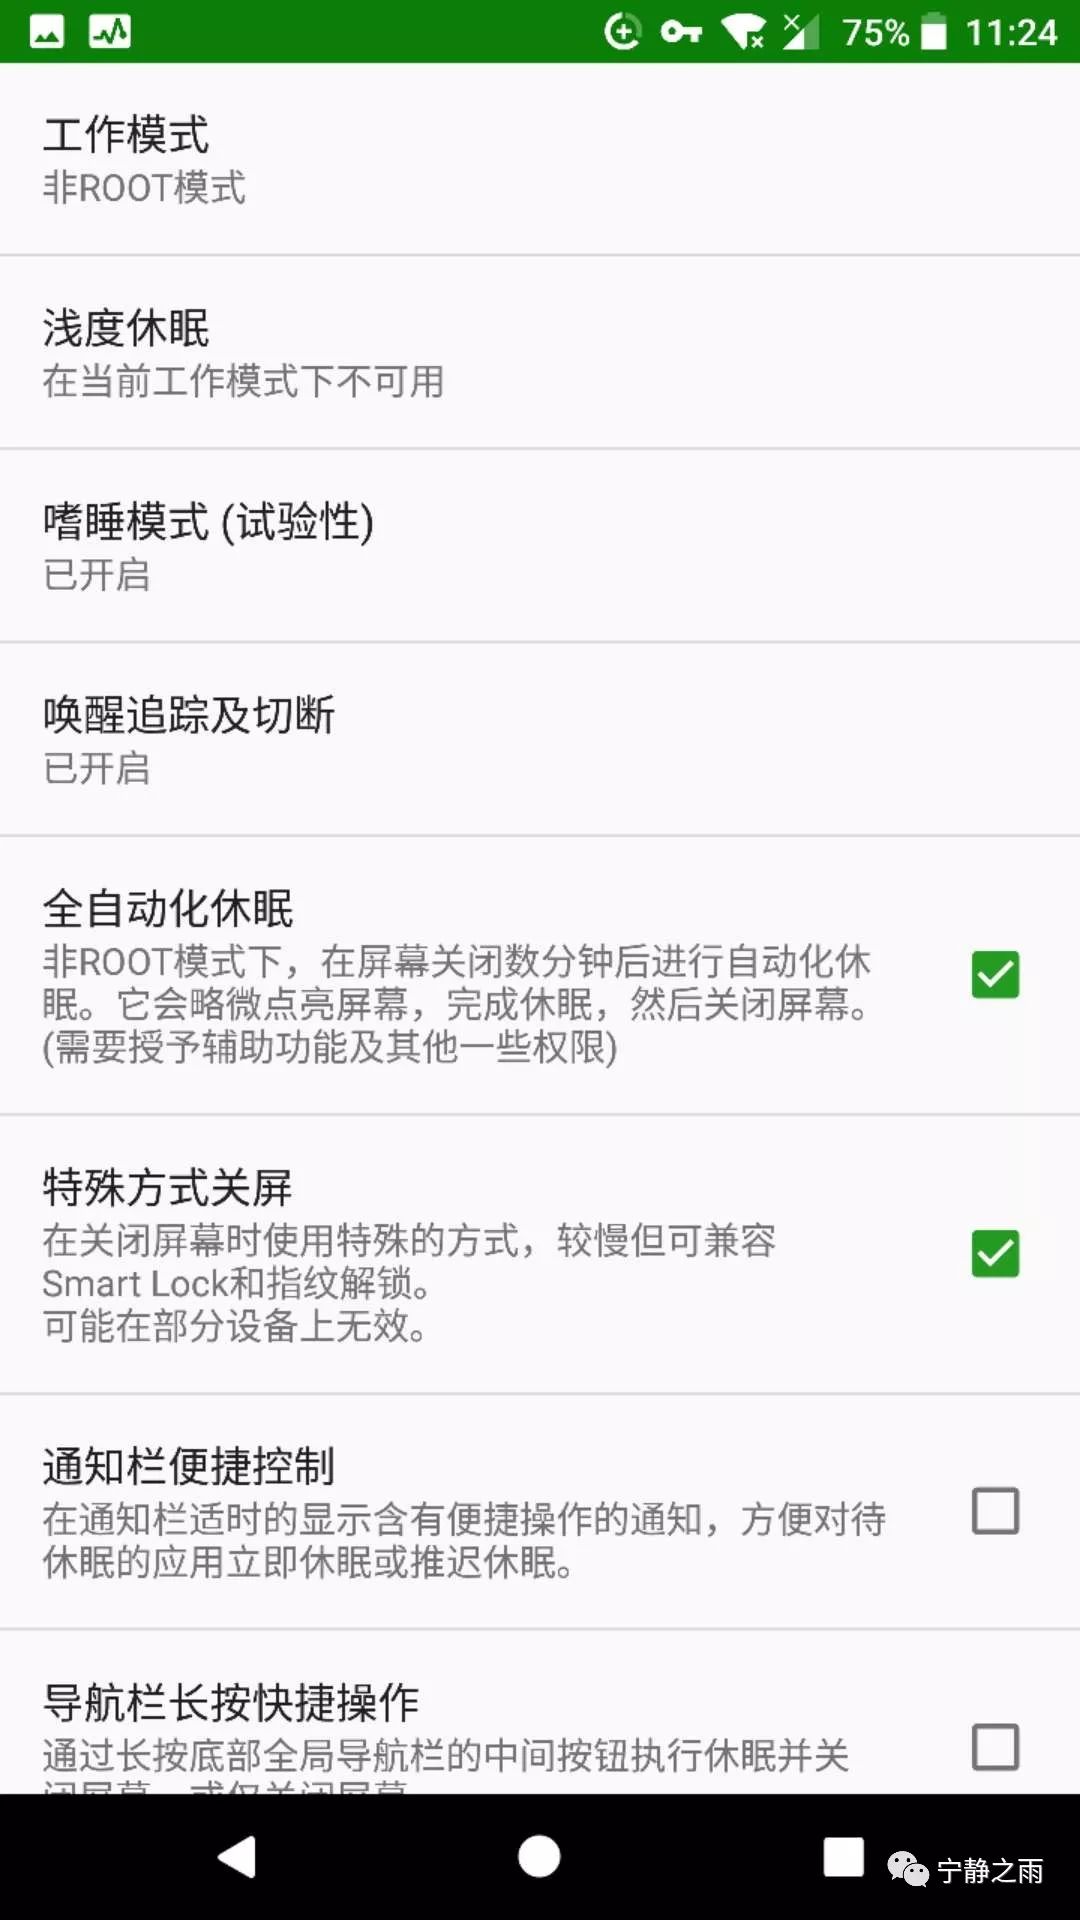 75% 11:24
工作模式
非ROOT模式
浅度休眠
在当前工作模式下不可用
嗜睡模式 (试验性)
已开启
唤醒追踪及切断
已开启
全自动化休眠
非ROOT模式下，在屏幕关闭数分钟后进行自动化休
眠。它会略微点亮屏幕，完成休眠，然后关闭屏幕。
(需要授予辅助功能及其他一些权限)
特殊方式关屏
在关闭屏幕时使用特殊的方式，较慢但可兼容
Smart Lock和指纹解锁。
可能在部分设备上无效。
通知栏便捷控制
在通知栏适时的显示含有便捷操作的通知，方便对待
休眠的应用立即休眠或推迟休眠。
导航栏长按快捷操作
通过长按底部全局导航栏的中间按钮执行休眠并关
闭屏幕，或仅关闭屏幕
宁静之雨